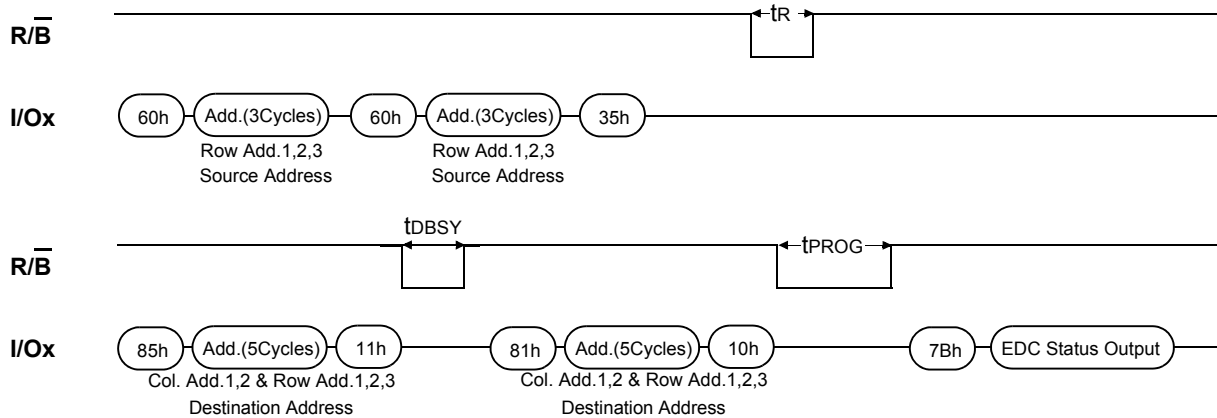 tR
R/B
I/Ox 60h Add.(3Cycles) 60h Add.(3Cycles) 35h
Row Add.1,2,3 Row Add.1,2,3
Source Address Source Address
tDBSY
tPROG
R/B
I/Ox 85h Add.(5Cycles) 11h 81h Add.(5Cycles) 10h 7Bh EDC Status Output
Col. Add.1,2 & Row Add.1,2,3 Col. Add.1,2 & Row Add.1,2,3
Destination Address Destination Address